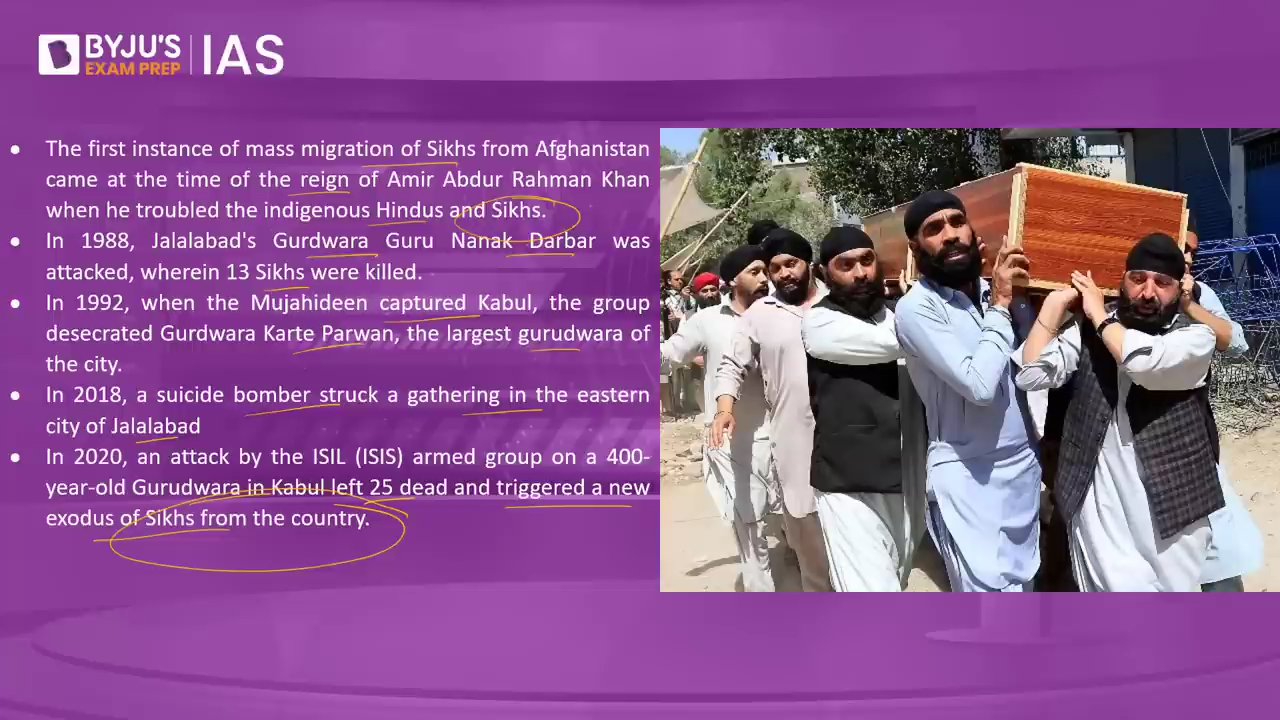 BYJU'S
EXAM PREP
IAS
• The first instance of mass migration of Sikhs from Afghanistan
came at the time of the reign of Amir Abdur Rahman Khan
when he troubled the indigenous Hindus and Sikhs.
• In 1988, Jalalabad's Gurdwara Guru Nanak Darbar was
attacked, wherein 13 Sikhs were killed.
• In 1992, when the Mujahideen captured Kabul, the group
desecrated Gurdwara Karte Parwan, the largest gurudwara of
the city.
• In 2018, a suicide bomber struck a gathering in the eastern
city of Jalalabad
• In 2020, an attack by the ISIL (ISIS) armed group on a 400-
year-old Gurudwara in Kabul left 25 dead and triggered a new
exodus of Sikhs from the country.